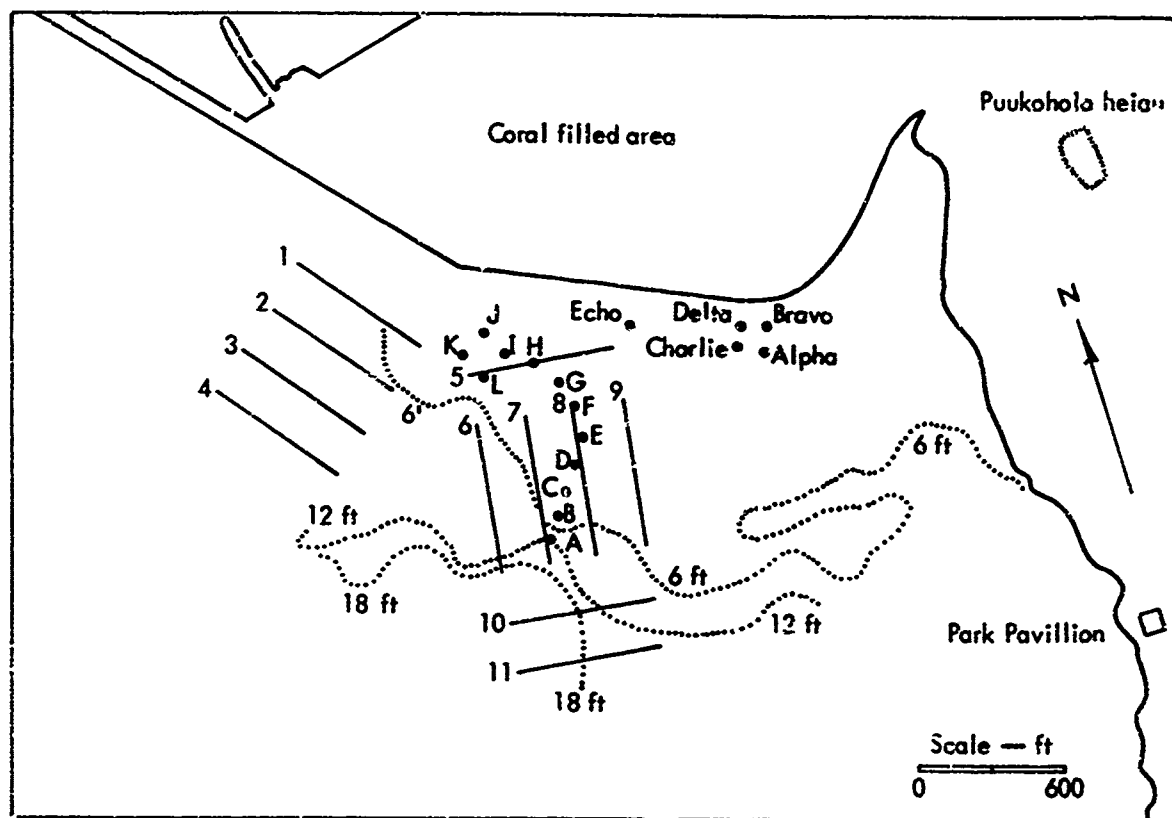 Puukohola heiau
Coral filled area
1
2
J
Echo
Delta
Bravo
K
I
H
Charlie
Alpha
3
5
L
G
9
4
6'
8
F
7
6
E
6 ft
D
C
B
12 ft
A
6 ft
18 ft
10
12 ft
Park Pavillion
11
18 ft
N
Scale — ft
0
600